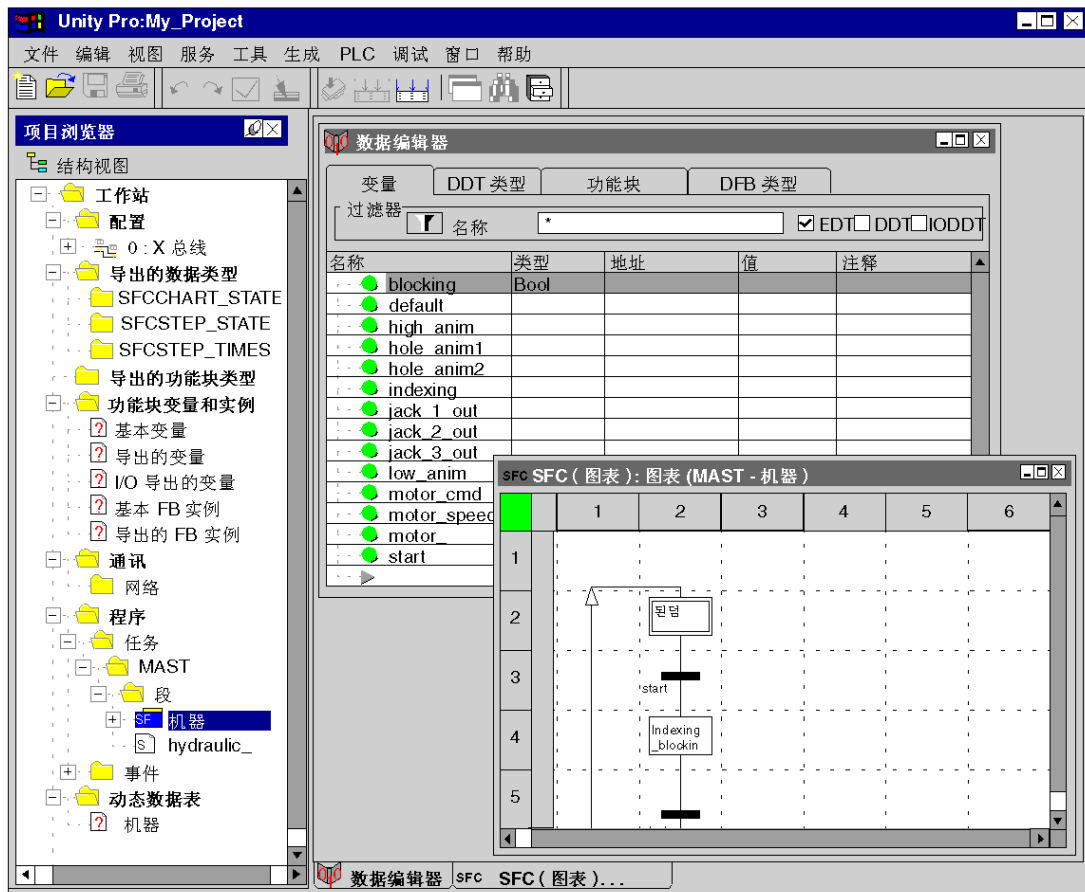 Unity Pro:My_Project
文件 编辑 视图 服务 工具 生成 PLC 调试 窗口 帮助
项目浏览器
结构视图
工作站
配置
0 : X 总线
导出的数据类型
SFCCHART_STATE
SFCSTEP_STATE
SFCSTEP_TIMES
导出的功能块类型
功能块变量和实例
基本变量
导出的变量
I/O 导出的变量
基本 FB 实例
导出的 FB 实例
通讯
网络
程序
任务
MAST
段
SF 机器
S hydraulic_
事件
动态数据表
机器
数据编辑器
变量 DDT 类型 功能块 DFB 类型
过滤器
名称 * EDT DDT IODDT
名称 类型 地址 值 注释
blocking Bool
default
high_anim
hole_anim1
hole_anim2
indexing
jack_1_out
jack_2_out
jack_3_out
low_anim
motor_cmd
motor_speed
motor_
start
SFC SFC ( 图表 ): 图表 (MAST - 机器 )
1 2 3 4 5 6
1
2
된덤
3
start
4
Indexing
_blockin
5
数据编辑器 SFC SFC ( 图表 )...